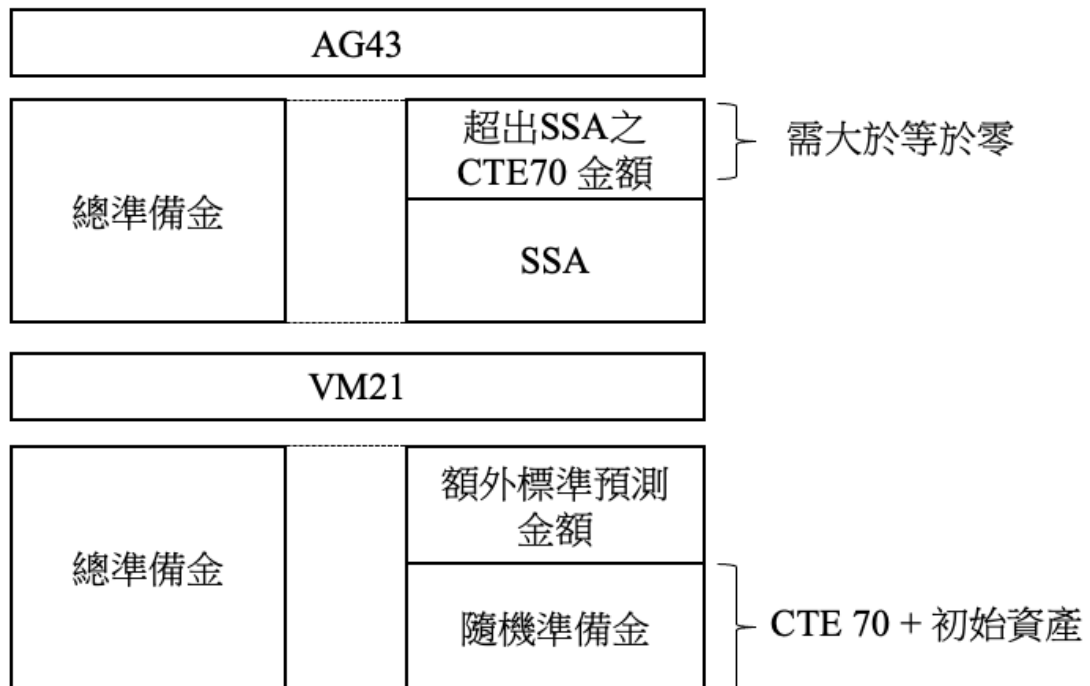 AG43
總準備金
超出SSA之
CTE70 金額
需大於等於零
SSA
VM21
總準備金
額外標準預測
金額
隨機準備金
CTE 70 + 初始資產